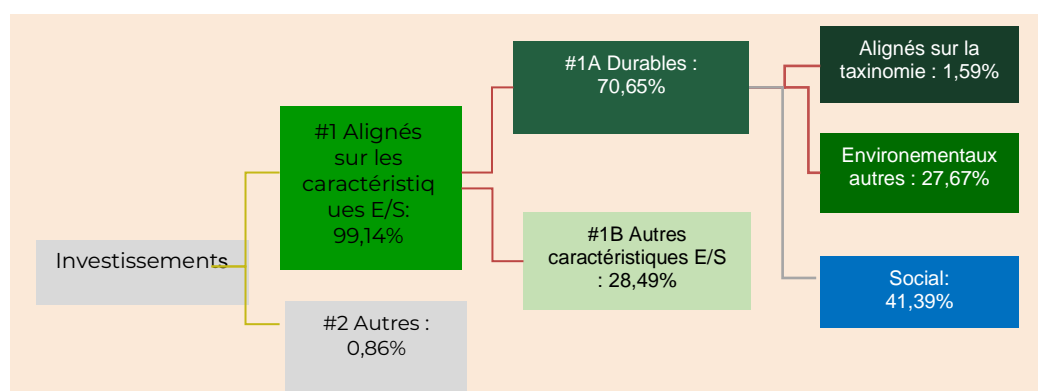 Investissements
#1 Alignés
sur les
caractéristiq
ues E/S:
99,14%
#2 Autres :
0,86%
#1A Durables :
70,65%
#1B Autres
caractéristiques E/S
: 28,49%
Alignés sur la
taxinomie : 1,59%
Environementaux
autres : 27,67%
Social:
41,39%